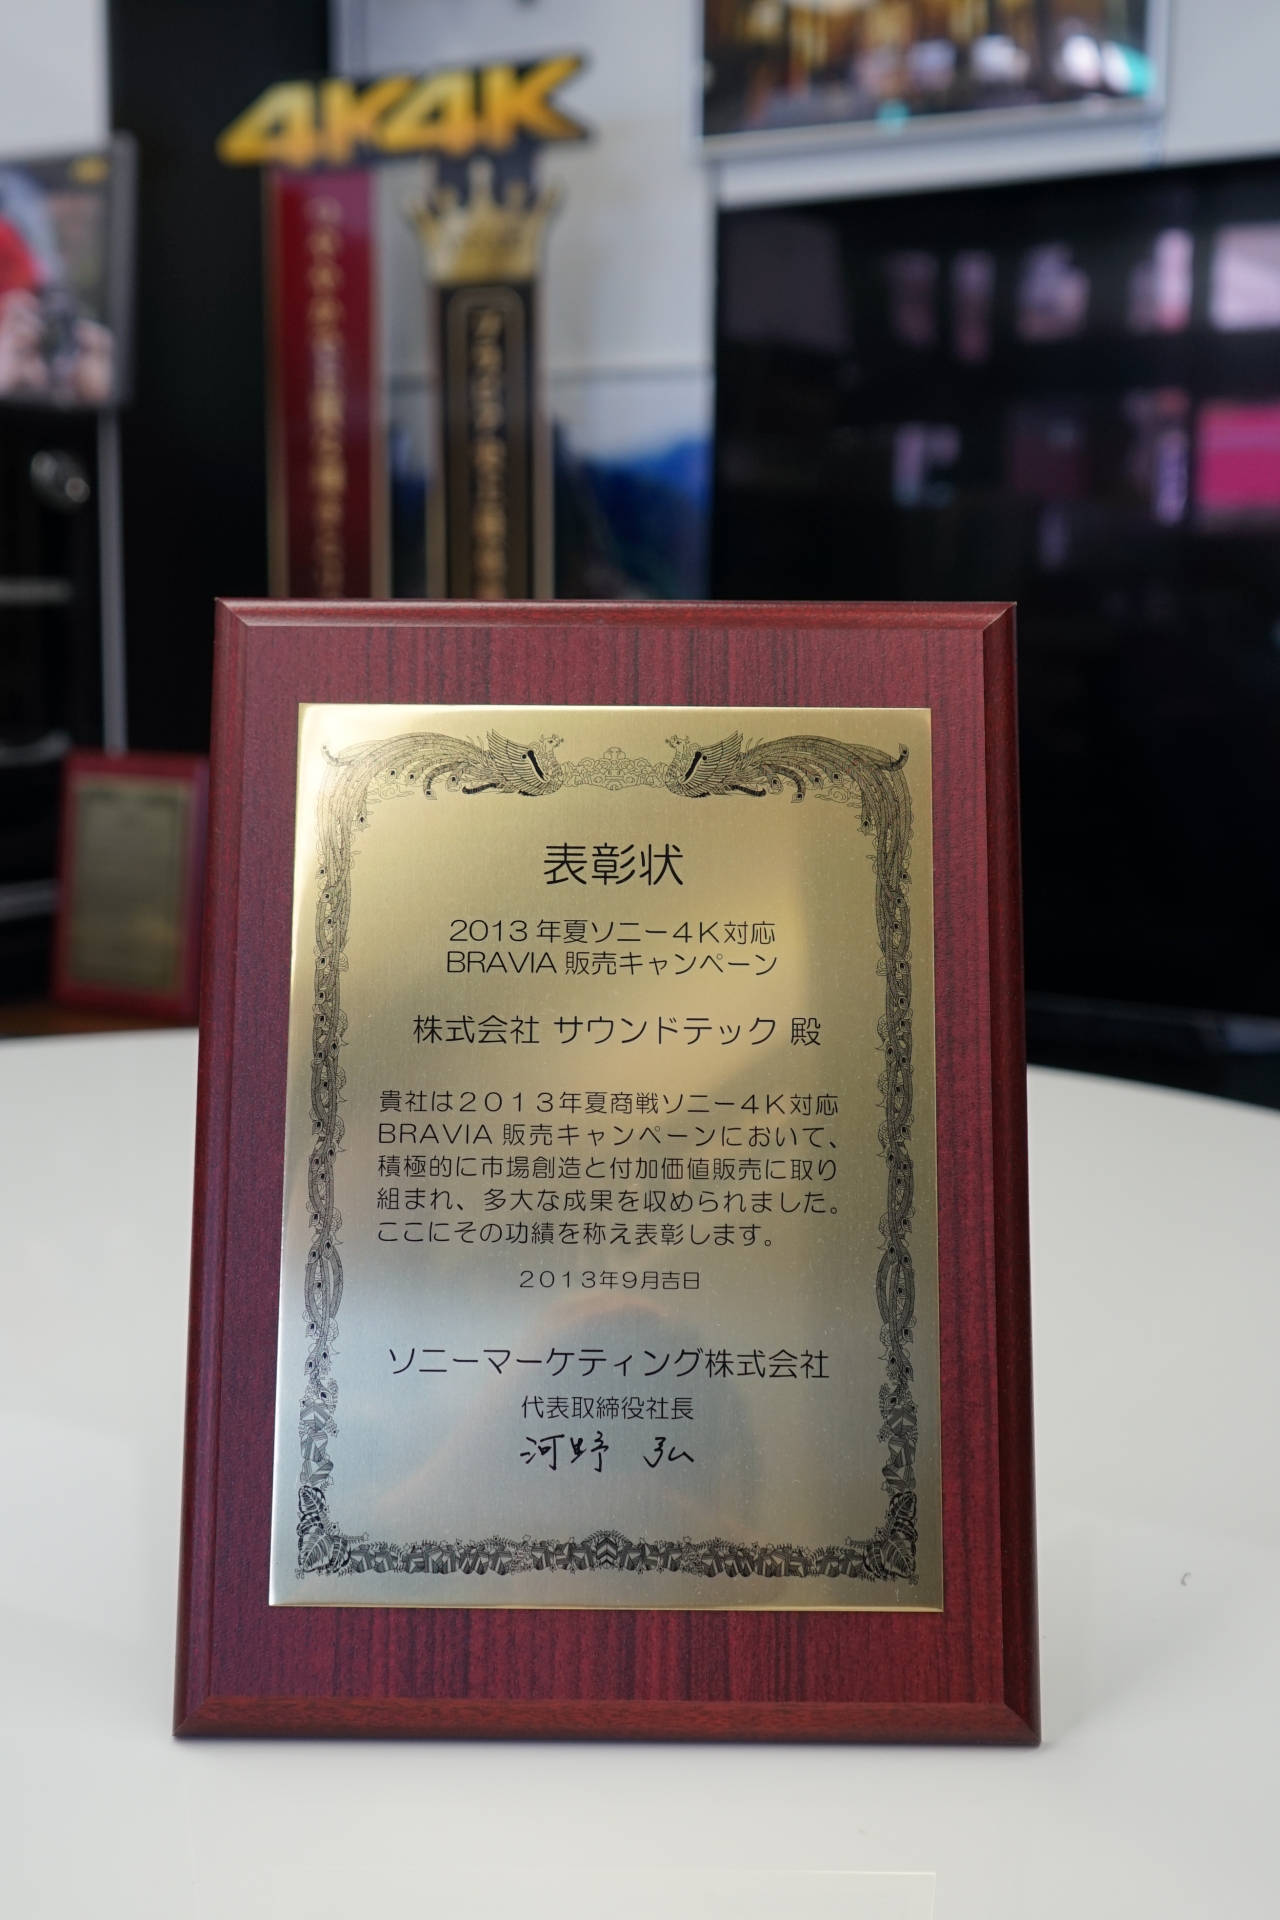 4K4K
表彰状
2013年夏ソニー4K対応
BRAVIA 販売キャンペーン
株式会社 サウンドテック 殿
貴社は2013年夏商戦ソニー4K対応
BRAVIA 販売キャンペーンにおいて、
積極的に市場創造と付加価値販売に取り
組まれ、多大な成果を収められました。
ここにその功績を称え表彰します。
2013年9月吉日
ソニーマーケティング株式会社
代表取締役社長
河野 弘